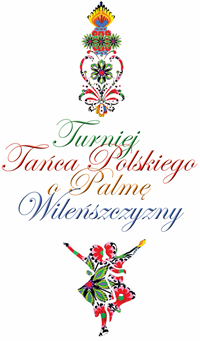 Turniej
Tańca Polskiego
o Palmę
Wileńszczyzny